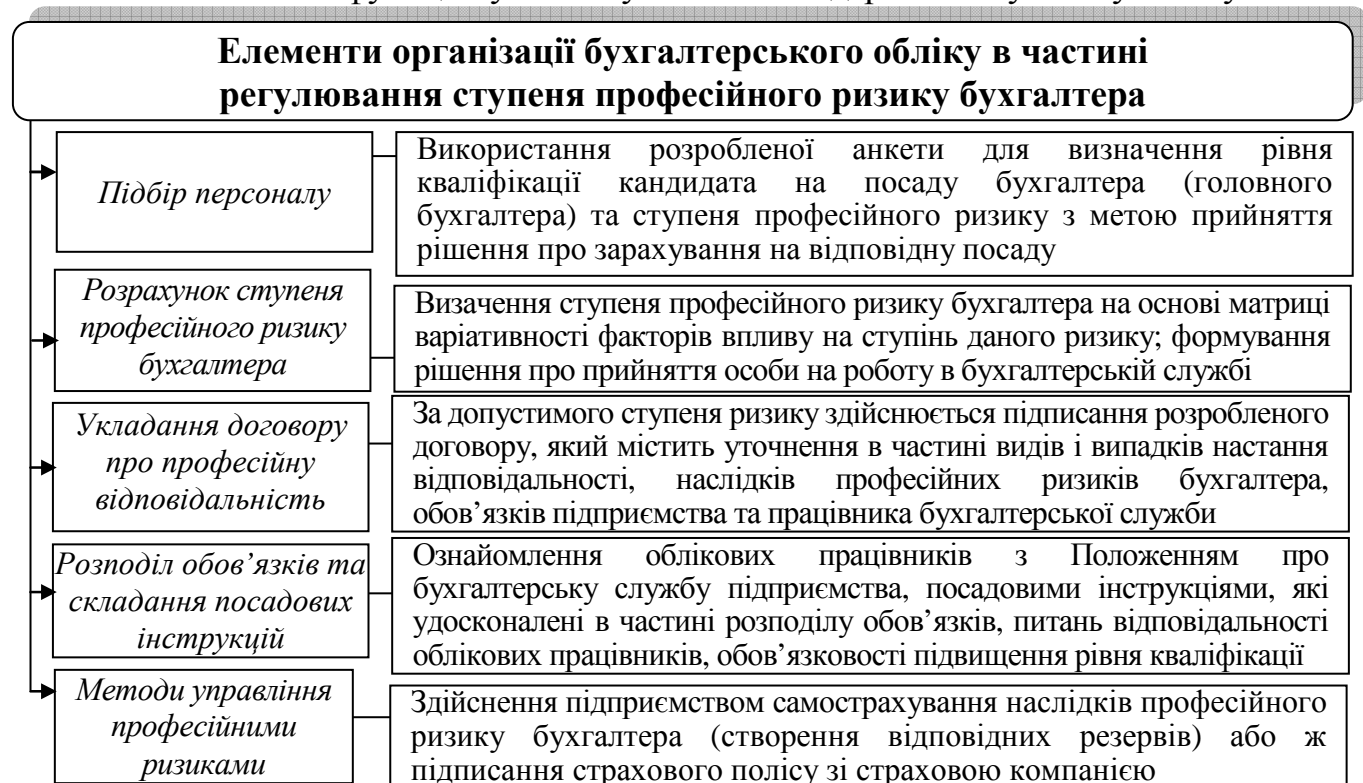 Елементи організації бухгалтерського обліку в частині
регулювання ступеня професійного ризику бухгалтера
Підбір персоналу
Використання розробленої анкети для визначення рівня
кваліфікації кандидата на посаду бухгалтера (головного
бухгалтера) та ступеня професійного ризику з метою прийняття
рішення про зарахування на відповідну посаду
Розрахунок ступеня
професійного ризику
бухгалтера
Визачення ступеня професійного ризику бухгалтера на основі матриці
варіативності факторів впливу на ступінь даного ризику; формування
рішення про прийняття особи на роботу в бухгалтерській службі
Укладання договору
про професійну
відповідальність
За допустимого ступеня ризику здійснюється підписання розробленого
договору, який містить уточнення в частині видів і випадків настання
відповідальності, наслідків професійних ризиків бухгалтера,
обов’язків підприємства та працівника бухгалтерської служби
Розподіл обов’язків та
складання посадових
інструкцій
Ознайомлення облікових працівників з Положенням про
бухгалтерську службу підприємства, посадовими інструкціями, які
удосконалені в частині розподілу обов’язків, питань відповідальності
облікових працівників, обов’язковості підвищення рівня кваліфікації
Методи управління
професійними
ризиками
Здійснення підприємством самострахування наслідків професійного
ризику бухгалтера (створення відповідних резервів) або ж
підписання страхового полісу зі страховою компанією